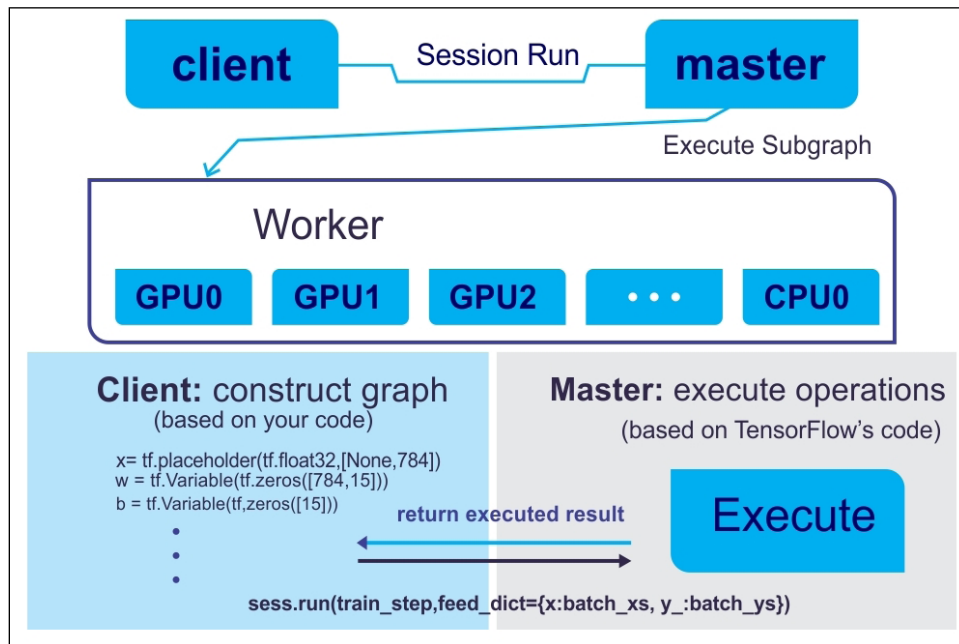 client
Session Run
master
Execute Subgraph
Worker
GPU0
GPU1
GPU2
• • •
CPU0
Client: construct graph
(based on your code)
x= tf.placeholder(tf.float32,[None,784])
w = tf.Variable(tf.zeros([784,15]))
b = tf.Variable(tf,zeros([15]))
Master: execute operations
(based on TensorFlow's code)
Execute
return executed result
sess.run(train_step,feed_dict={x:batch_xs, y_:batch_ys})